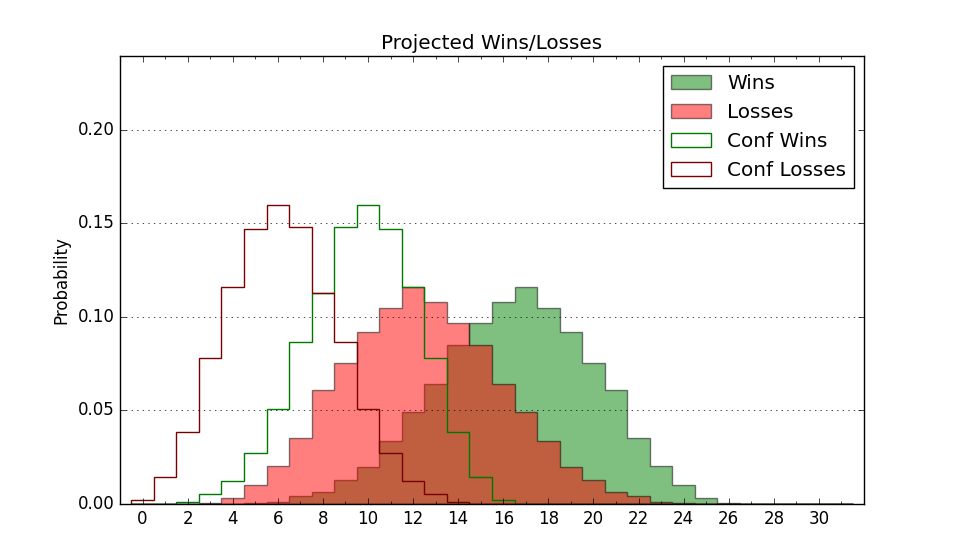 Projected Wins/Losses
Wins
Losses
Conf Wins
Conf Losses
Probability
0.20
0.15
0.10
0.05
0.00
0 2 4 6 8 10 12 14 16 18 20 22 24 26 28 30